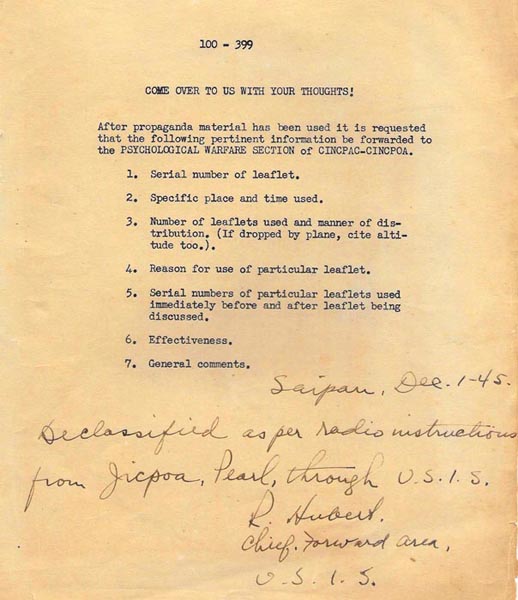 100 - 399
COME OVER TO US WITH YOUR THOUGHTS!
After propaganda material has been used it is requested
that the following pertinent information be forwarded to
the PSYCHOLOGICAL WARFARE SECTION of CINCPAC-CINCPOA.
1. Serial number of leaflet.
2. Specific place and time used.
3. Number of leaflets used and manner of dis-
tribution. (If dropped by plane, cite alti-
tude too.).
4. Reason for use of particular leaflet.
5. Serial numbers of particular leaflets used
immediately before and after leaflet being
discussed.
6. Effectiveness.
7. General comments.
Saipan, Dec. 1-45.
Declassified as per radio instructions
from Jicpoa, Pearl, through U.S.I.S.
R. Hubert.
Chief. Forward area,
U.S.I.S.